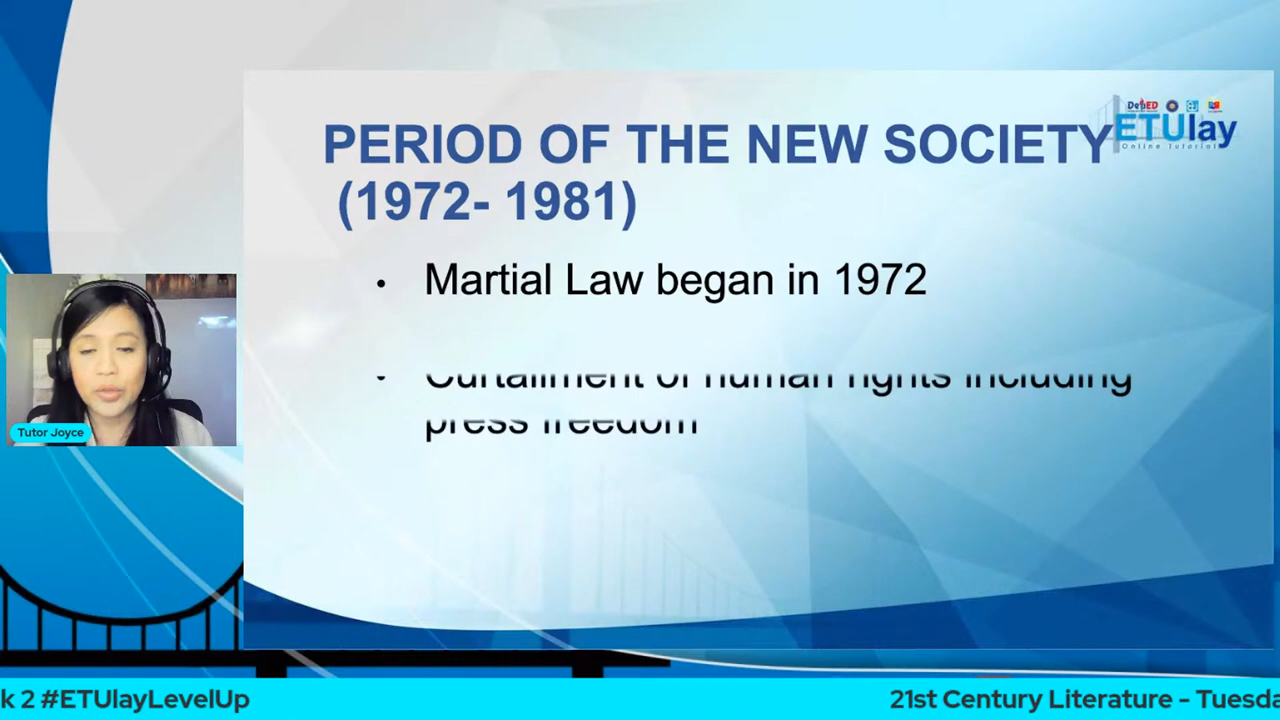 DepED
ETUlay
Online Tutorial
PERIOD OF THE NEW SOCIETY
(1972- 1981)
• Martial Law began in 1972
• Curtailment of human rights including
press freedom
Tutor Joyce
k 2 #ETUlayLevelUp
21st Century Literature - Tuesda